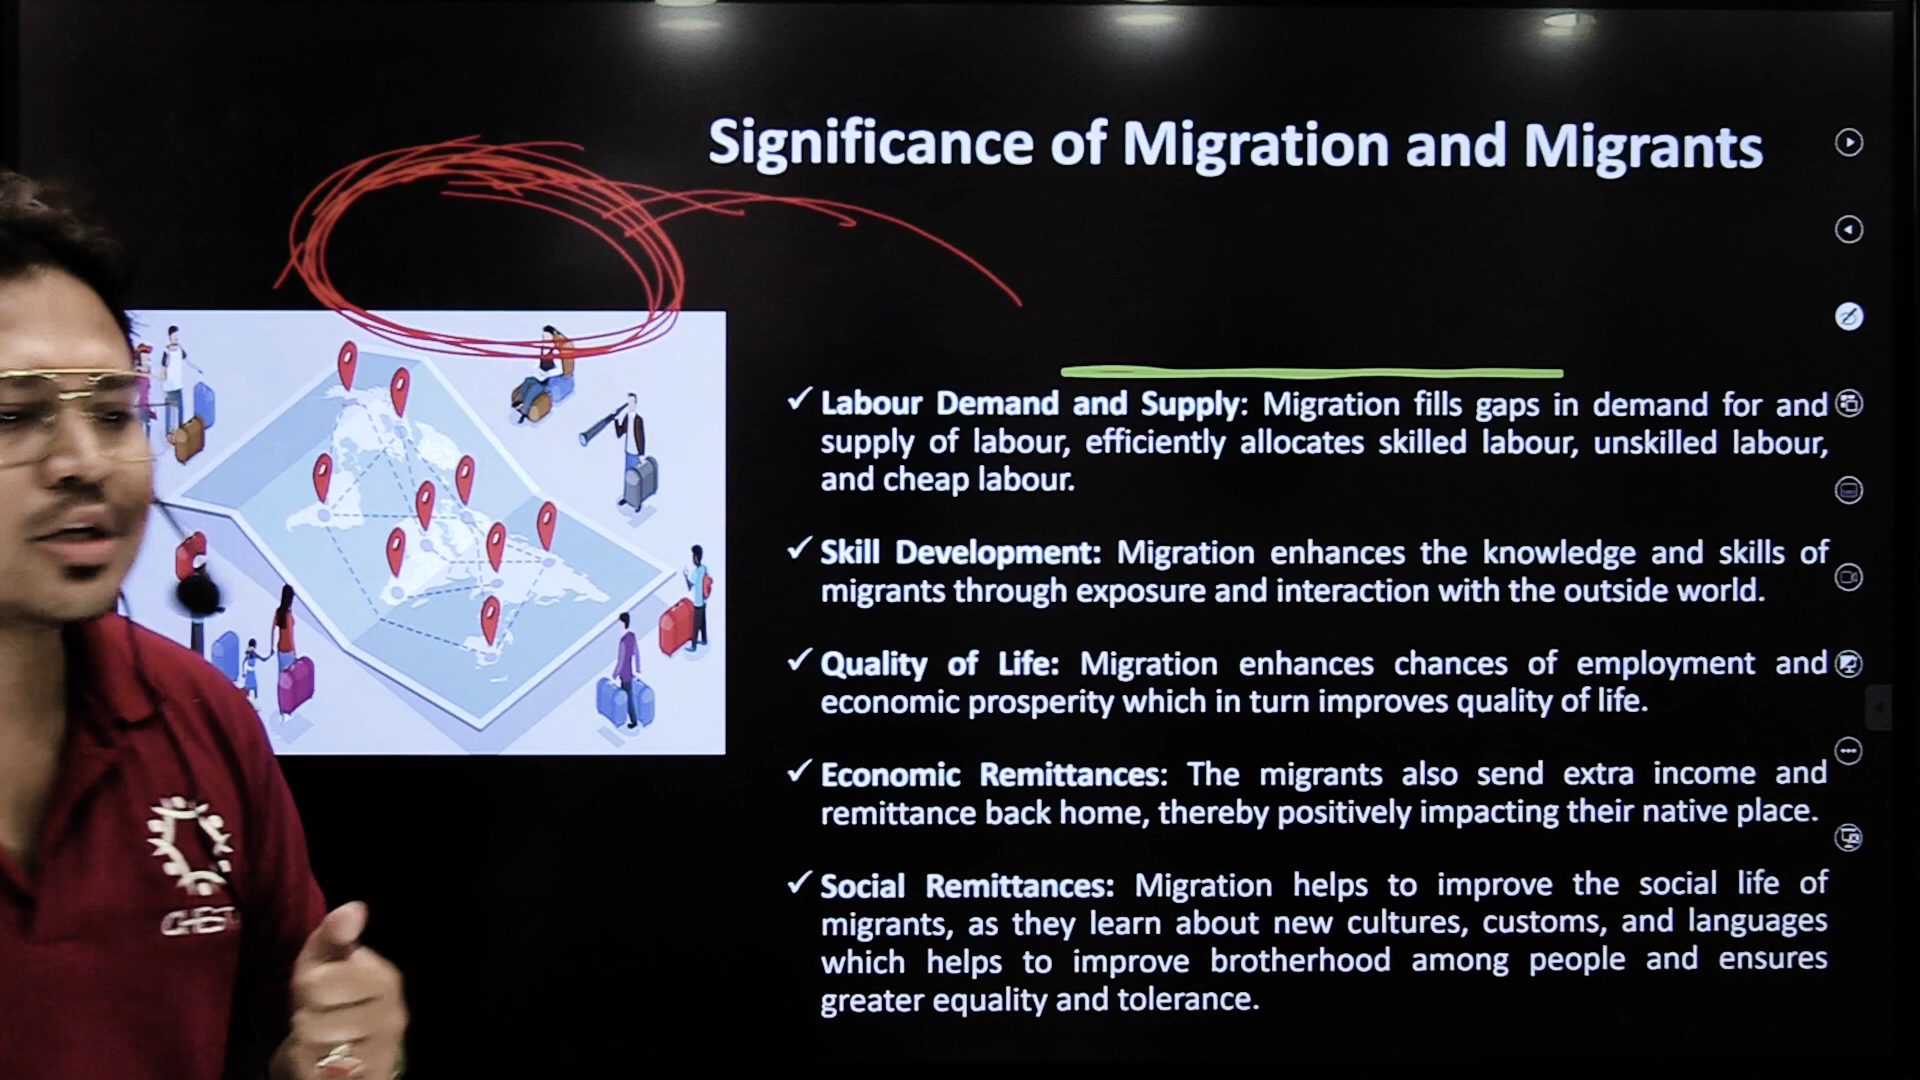 Significance of Migration and Migrants
✓ Labour Demand and Supply: Migration fills gaps in demand for and
supply of labour, efficiently allocates skilled labour, unskilled labour,
and cheap labour.
✓ Skill Development: Migration enhances the knowledge and skills of
migrants through exposure and interaction with the outside world.
✓ Quality of Life: Migration enhances chances of employment and
economic prosperity which in turn improves quality of life.
✓ Economic Remittances: The migrants also send extra income and
remittance back home, thereby positively impacting their native place.
✓ Social Remittances: Migration helps to improve the social life of
migrants, as they learn about new cultures, customs, and languages
which helps to improve brotherhood among people and ensures
greater equality and tolerance.